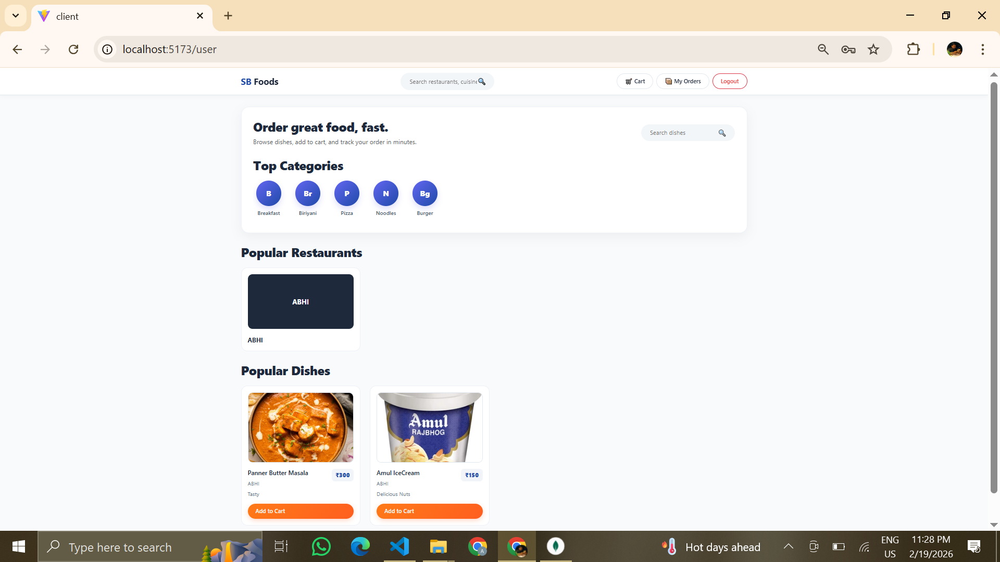 client
localhost:5173/user
SB Foods
Search restaurants, cuisine
Cart
My Orders
Logout
Order great food, fast.
Browse dishes, add to cart, and track your order in minutes.
Search dishes
Top Categories
B
Br
P
N
Bg
Breakfast
Biriyani
Pizza
Noodles
Burger
Popular Restaurants
ABHI
ABHI
Popular Dishes
Amul
RAJBHOG
Panner Butter Masala
₹300
ABHI
Tasty
Add to Cart
Amul IceCream
₹150
ABHI
Delicious Nuts
Add to Cart
Type here to search
A
Hot days ahead
ENG
US
11:28 PM
2/19/2026